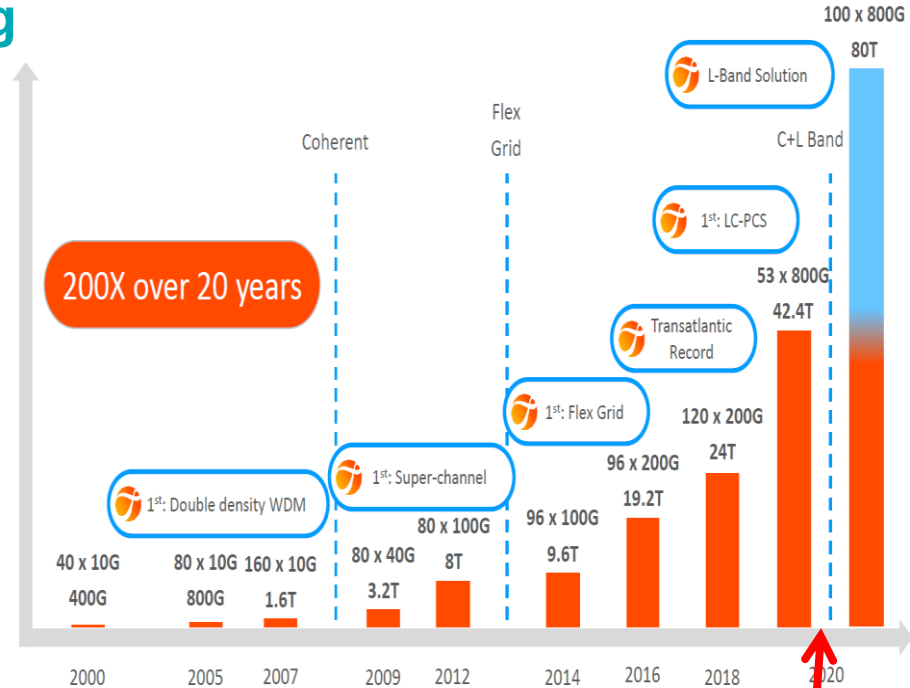 g
100 x 800G
80T
L-Band Solution
Flex
Grid
Coherent
C+L Band
1st: LC-PCS
200X over 20 years
53 x 800G
42.4T
Transatlantic
Record
1st: Flex Grid
120 x 200G
24T
96 x 200G
19.2T
1st: Super-channel
1st: Double density WDM
80 x 100G
8T
96 x 100G
9.6T
40 x 10G
400G
80 x 10G
800G
160 x 10G
1.6T
80 x 40G
3.2T
2000 2005 2007 2009 2012 2014 2016 2018 2020